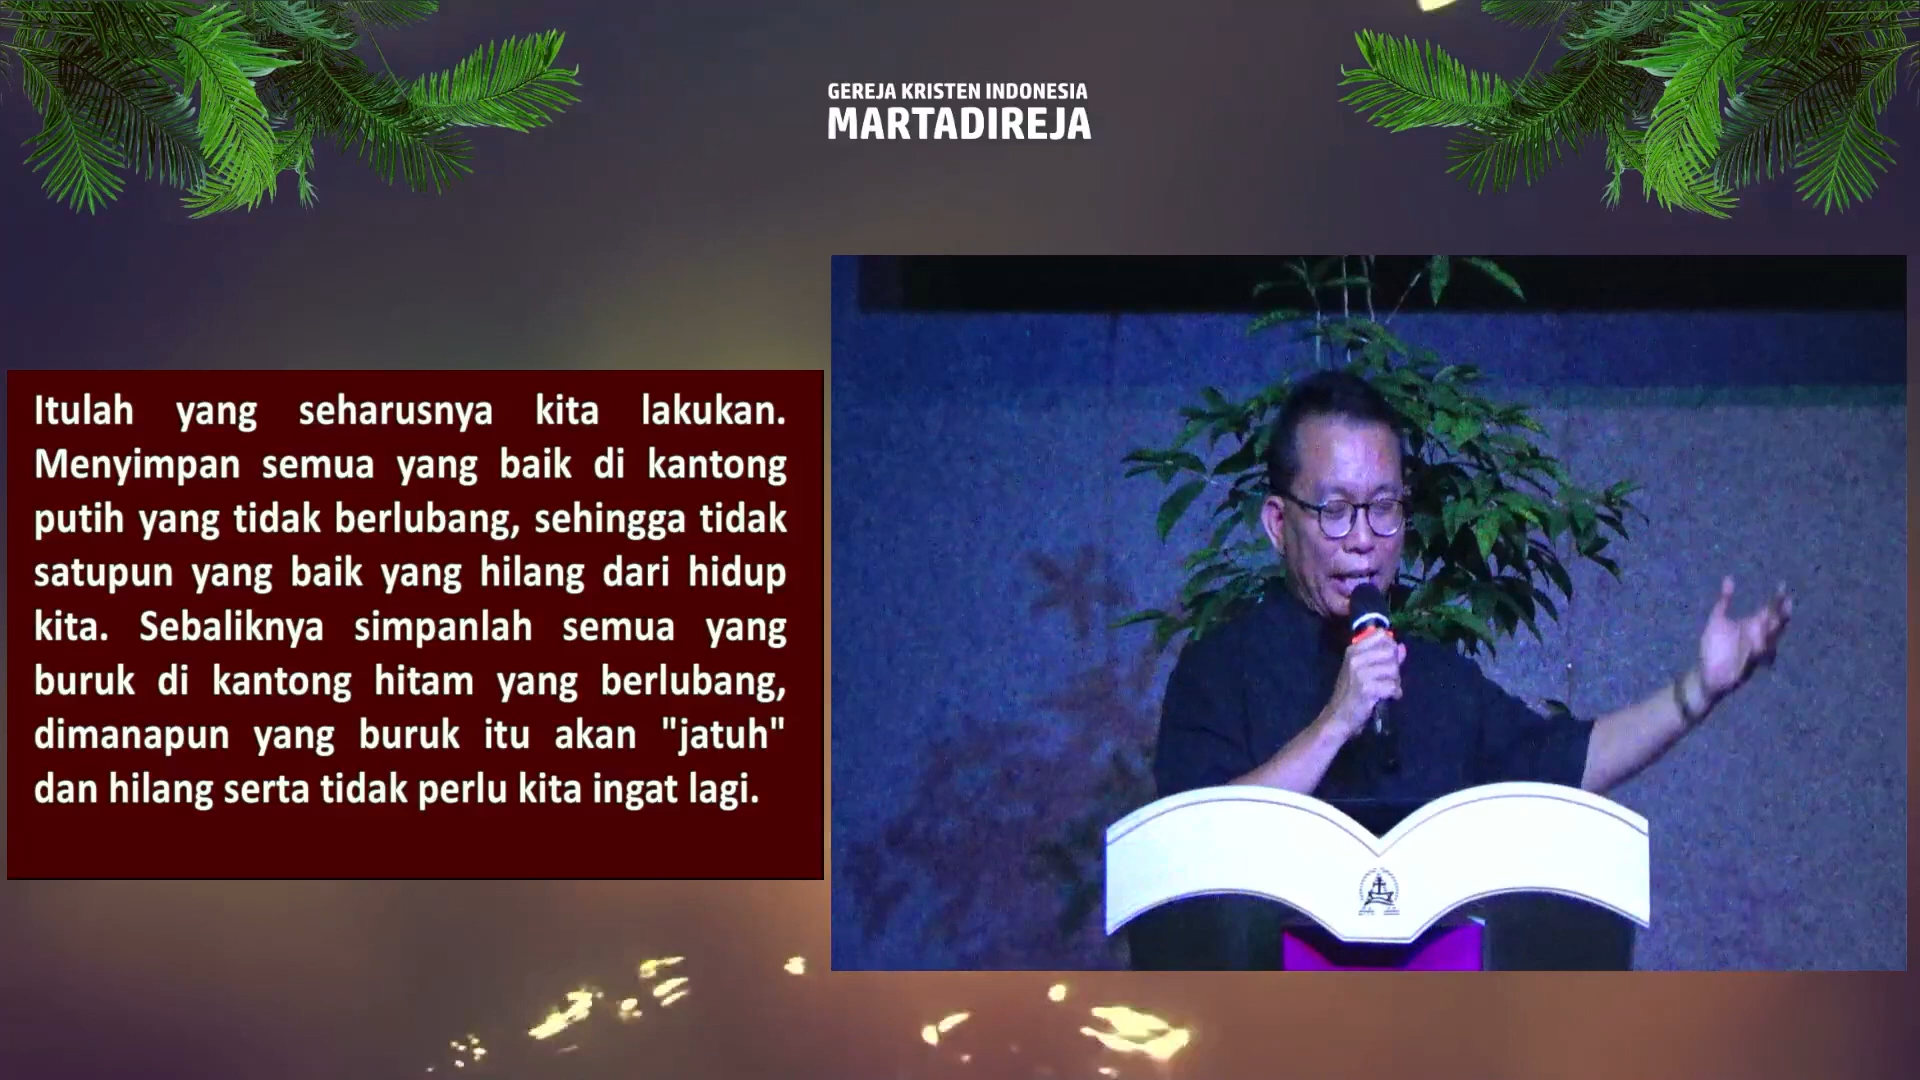 GEREJA KRISTEN INDONESIA
MARTADIREJA
Itulah yang seharusnya kita lakukan.
Menyimpan semua yang baik di kantong
putih yang tidak berlubang, sehingga tidak
satupun yang baik yang hilang dari hidup
kita. Sebaliknya simpanlah semua yang
buruk di kantong hitam yang berlubang,
dimanapun yang buruk itu akan "jatuh"
dan hilang serta tidak perlu kita ingat lagi.